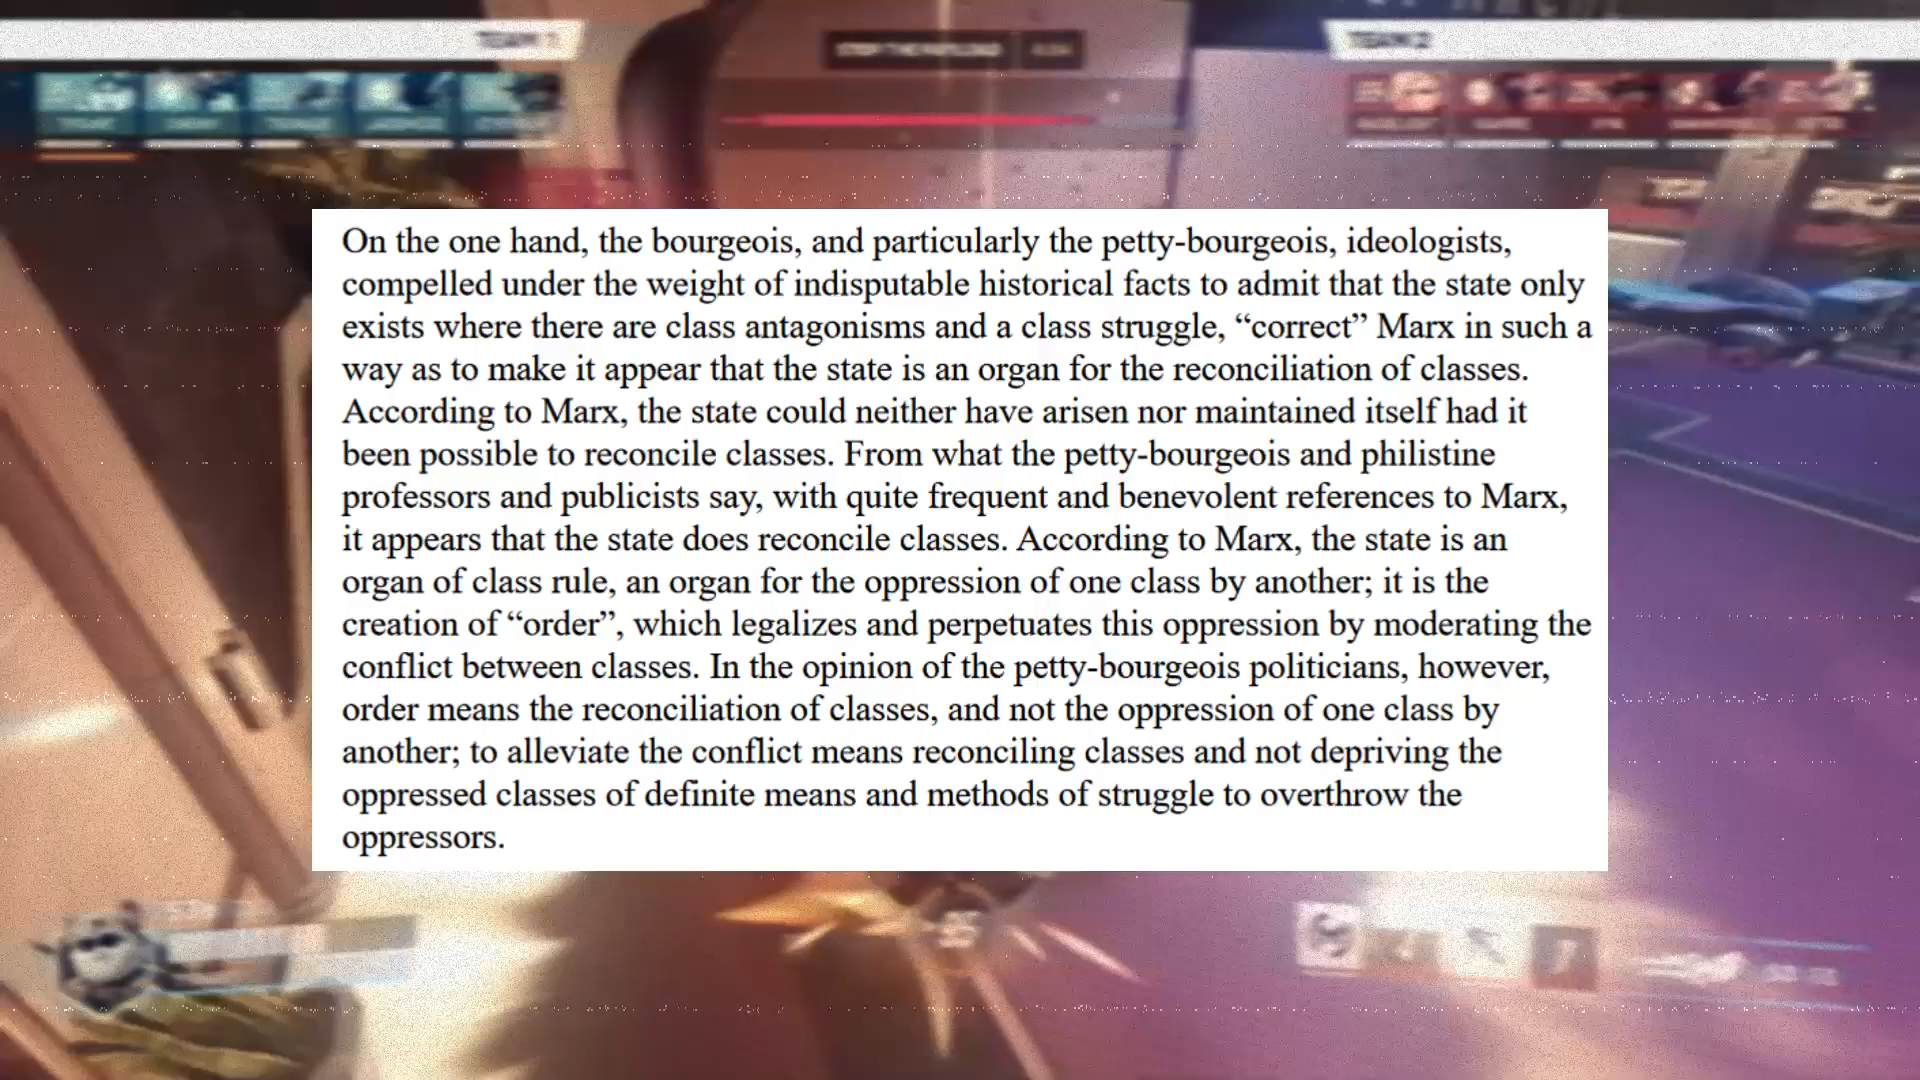 TEAM 1
STOP THE PAYLOAD
TEAM 2
On the one hand, the bourgeois, and particularly the petty-bourgeois, ideologists,
compelled under the weight of indisputable historical facts to admit that the state only
exists where there are class antagonisms and a class struggle, “correct” Marx in such a
way as to make it appear that the state is an organ for the reconciliation of classes.
According to Marx, the state could neither have arisen nor maintained itself had it
been possible to reconcile classes. From what the petty-bourgeois and philistine
professors and publicists say, with quite frequent and benevolent references to Marx,
it appears that the state does reconcile classes. According to Marx, the state is an
organ of class rule, an organ for the oppression of one class by another; it is the
creation of “order”, which legalizes and perpetuates this oppression by moderating the
conflict between classes. In the opinion of the petty-bourgeois politicians, however,
order means the reconciliation of classes, and not the oppression of one class by
another; to alleviate the conflict means reconciling classes and not depriving the
oppressed classes of definite means and methods of struggle to overthrow the
oppressors.